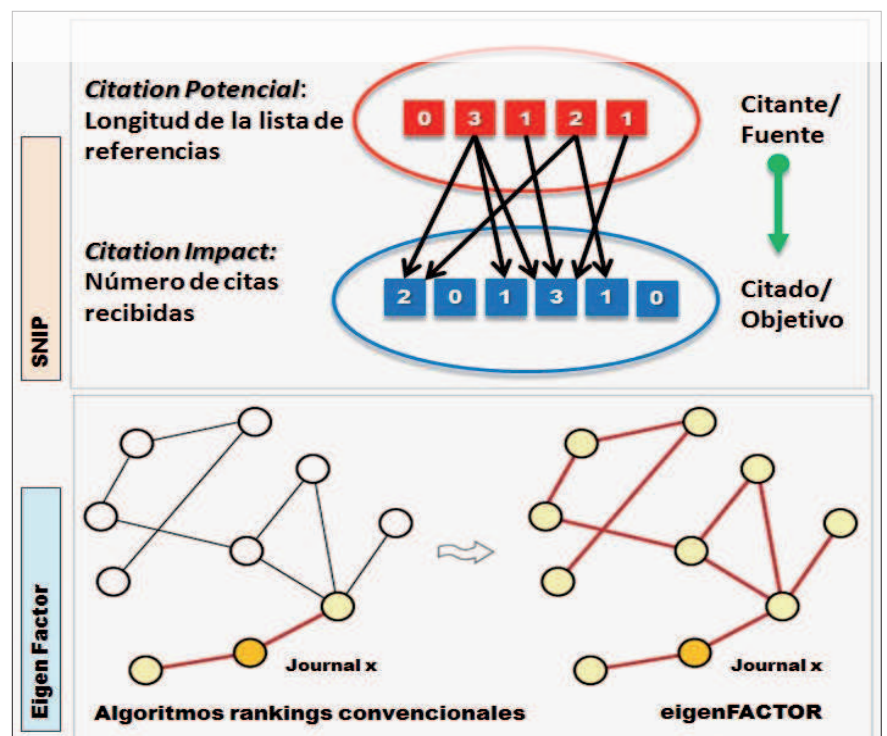 Citation Potencial:
Longitud de la lista de
referencias
0 3 1 2 1
Citante/
Fuente
Citation Impact:
Número de citas
recibidas
2 0 1 3 1 0
Citado/
Objetivo
SNIP
Eigen Factor
Journal x
Algoritmos rankings convencionales
Journal x
eigenFACTOR